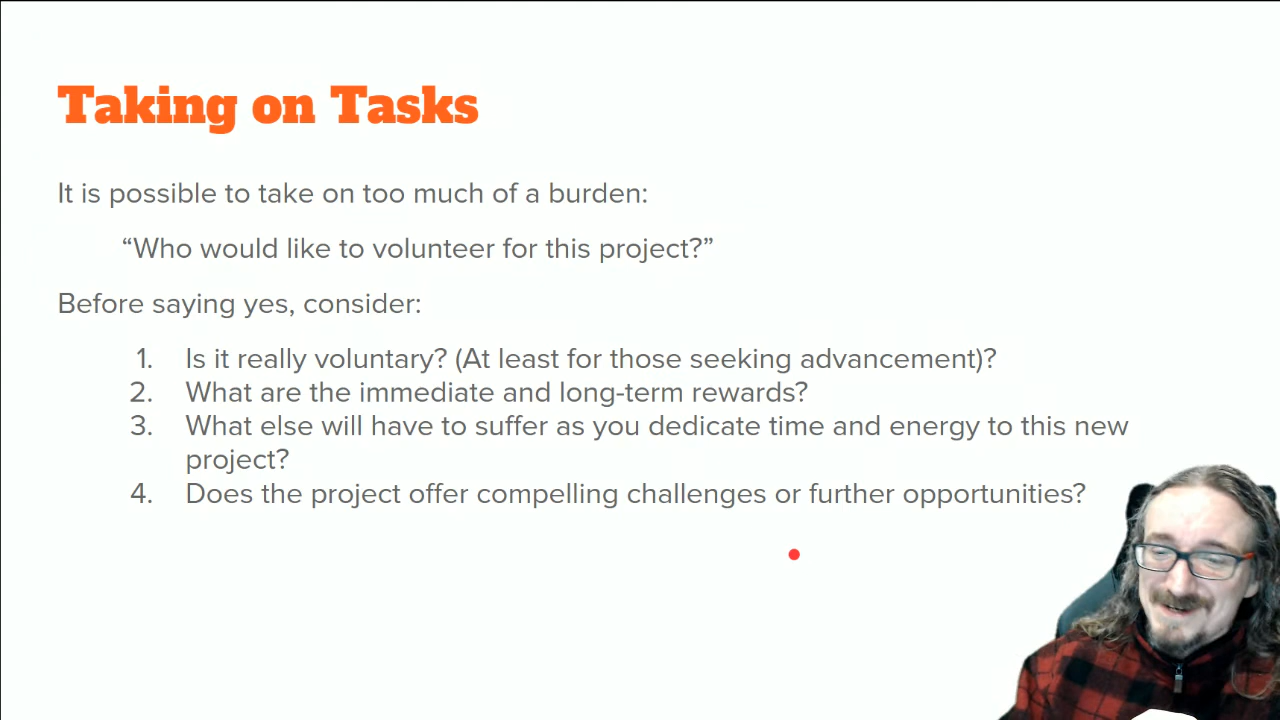 Taking on Tasks
It is possible to take on too much of a burden:
“Who would like to volunteer for this project?”
Before saying yes, consider:
1. Is it really voluntary? (At least for those seeking advancement)?
2. What are the immediate and long-term rewards?
3. What else will have to suffer as you dedicate time and energy to this new
project?
4. Does the project offer compelling challenges or further opportunities?